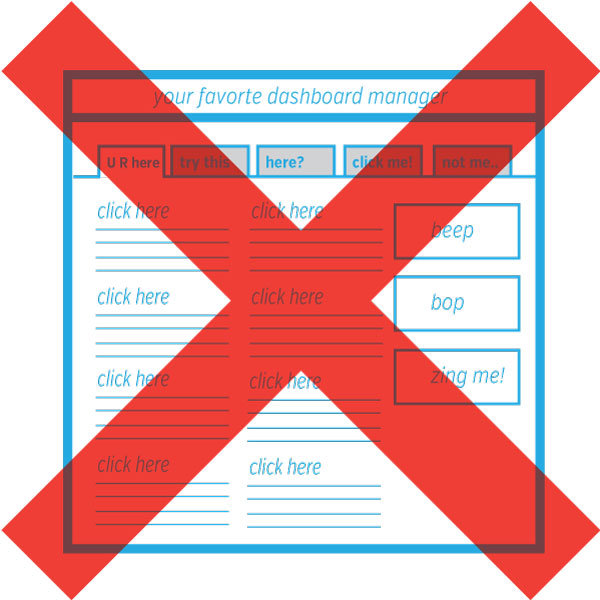 your favorte dashboard manager
U R here
try this
here?
click me!
not me..
click here
click here
click here
click here
click here
click here
click here
click here
beep
bop
zing me!